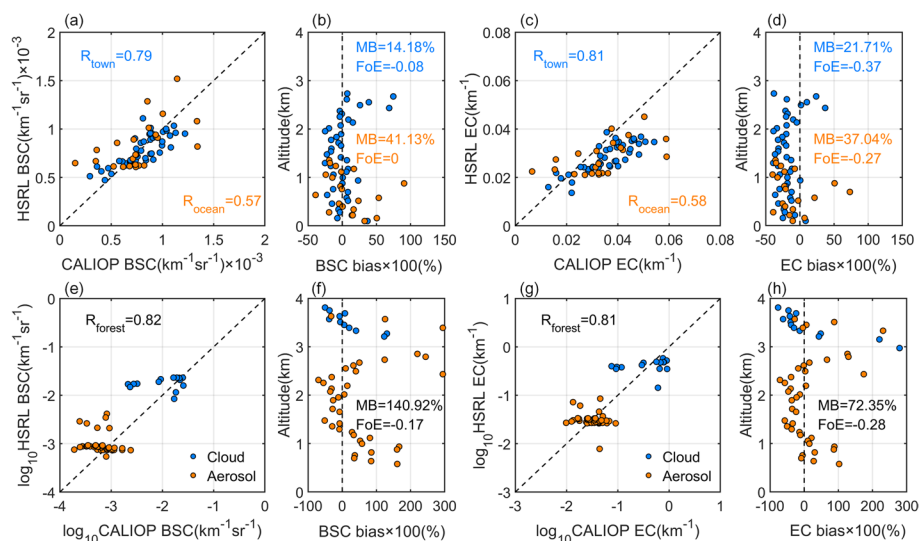 (a)
R_town=0.79
R_ocean=0.57
HSRL BSC(km⁻¹sr⁻¹)×10⁻³
2
1.5
1
0.5
0
0
0.5
1
1.5
2
CALIOP BSC(km⁻¹sr⁻¹)×10⁻³
(b)
MB=14.18%
FoE=-0.08
MB=41.13%
FoE=0
Altitude(km)
4
3
2
1
0
-50
0
50
100
150
BSC bias×100(%)
(c)
R_town=0.81
R_ocean=0.58
HSRL EC(km⁻¹)
0.08
0.06
0.04
0.02
0
0
0.02
0.04
0.06
0.08
CALIOP EC(km⁻¹)
(d)
MB=21.71%
FoE=-0.37
MB=37.04%
FoE=-0.27
Altitude(km)
4
3
2
1
0
-50
0
50
100
150
EC bias×100(%)
(e)
R_forest=0.82
Cloud
Aerosol
log₁₀HSRL BSC(km⁻¹sr⁻¹)
0
-1
-2
-3
-4
-4
-3
-2
-1
0
log₁₀CALIOP BSC(km⁻¹sr⁻¹)
(f)
MB=140.92%
FoE=-0.17
Altitude(km)
4
3
2
1
0
-100
0
100
200
300
BSC bias×100(%)
(g)
R_forest=0.81
Cloud
Aerosol
log₁₀HSRL EC(km⁻¹)
1
0
-1
-2
-3
-3
-2
-1
0
1
log₁₀CALIOP EC(km⁻¹)
(h)
MB=72.35%
FoE=-0.28
Altitude(km)
4
3
2
1
0
-100
0
100
200
300
EC bias×100(%)